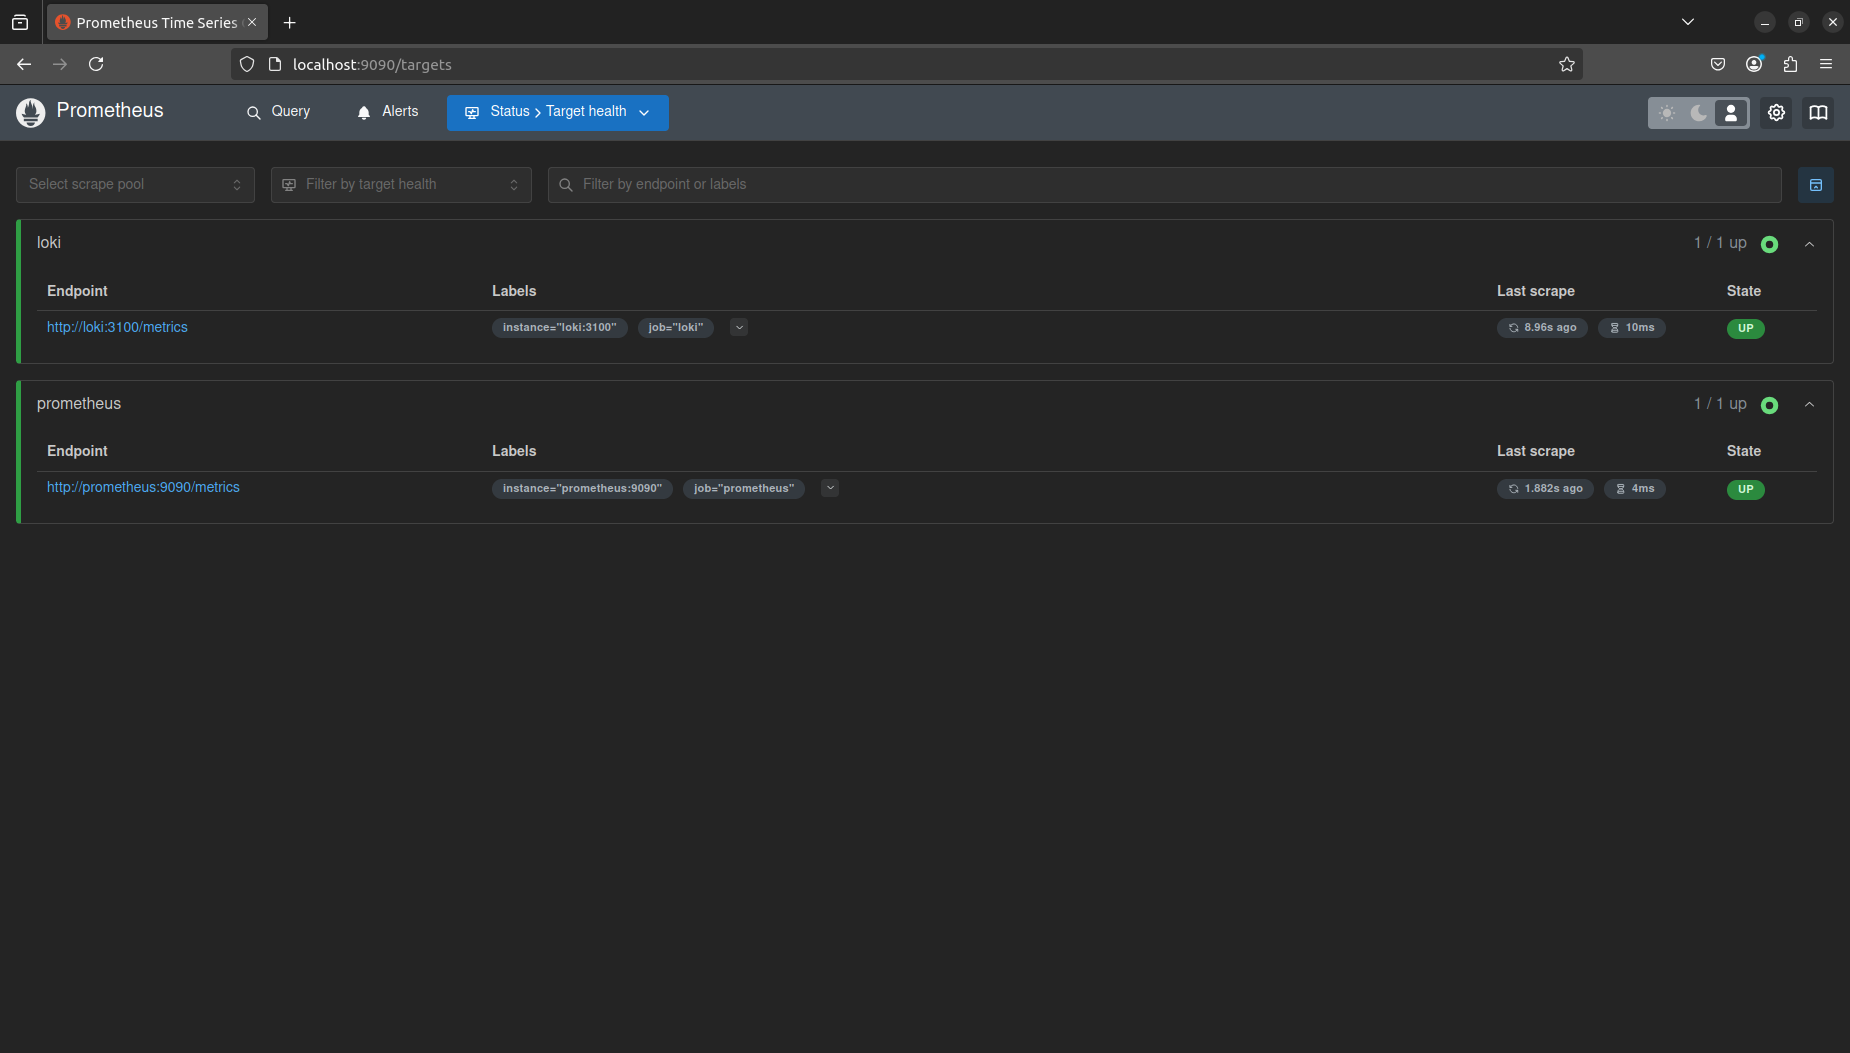 Prometheus Time Series
localhost:9090/targets
Prometheus
Query
Alerts
Status > Target health
Select scrape pool
Filter by target health
Filter by endpoint or labels
loki
1 / 1 up
Endpoint Labels Last scrape State
http://loki:3100/metrics instance="loki:3100" job="loki" 8.96s ago 10ms UP
prometheus
1 / 1 up
Endpoint Labels Last scrape State
http://prometheus:9090/metrics instance="prometheus:9090" job="prometheus" 1.882s ago 4ms UP